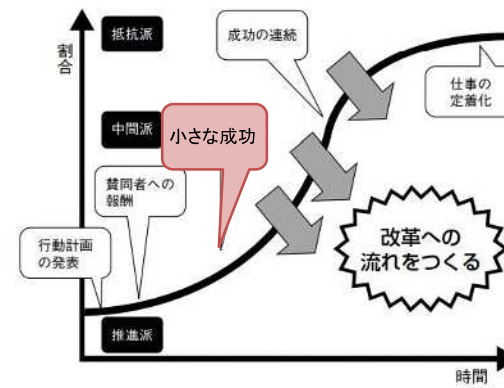 割
合
抵抗派
成功の連続
仕事の
定着化
中間派
小さな成功
賛同者への
報酬
行動計画
の発表
改革への
流れをつくる
推進派
時間